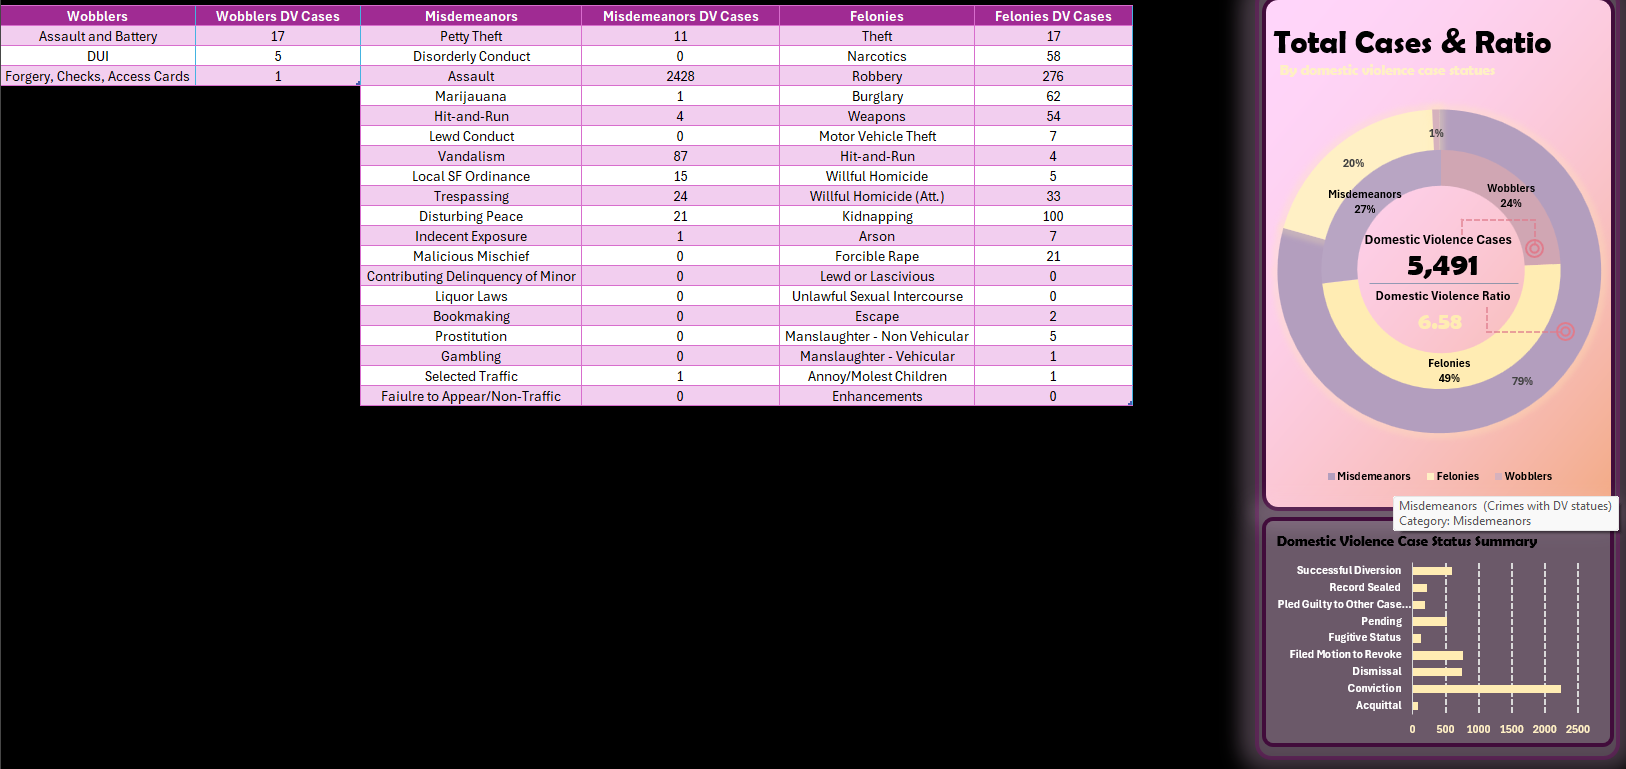 Wobblers Wobblers DV Cases Misdemeanors Misdemeanors DV Cases Felonies Felonies DV Cases
Assault and Battery 17 Petty Theft 11 Theft 17
DUI 5 Disorderly Conduct 0 Narcotics 58
Forgery, Checks, Access Cards 1 Assault 2428 Robbery 276
Marijauana 1 Burglary 62
Hit-and-Run 4 Weapons 54
Lewd Conduct 0 Motor Vehicle Theft 7
Vandalism 87 Hit-and-Run 4
Local SF Ordinance 15 Willful Homicide 5
Trespassing 24 Willful Homicide (Att.) 33
Disturbing Peace 21 Kidnapping 100
Indecent Exposure 1 Arson 7
Malicious Mischief 0 Forcible Rape 21
Contributing Delinquency of Minor 0 Lewd or Lascivious 0
Liquor Laws 0 Unlawful Sexual Intercourse 0
Bookmaking 0 Escape 2
Prostitution 0 Manslaughter - Non Vehicular 5
Gambling 0 Manslaughter - Vehicular 1
Selected Traffic 1 Annoy/Molest Children 1
Faiulre to Appear/Non-Traffic 0 Enhancements 0
Total Cases & Ratio
By domestic violence case statues
1%
20%
Misdemeanors
27%
Wobblers
24%
Domestic Violence Cases
5,491
Domestic Violence Ratio
6.58
Felonies
49%
79%
Misdemeanors Felonies Wobblers
Misdemeanors (Crimes with DV statues)
Category: Misdemeanors
Domestic Violence Case Status Summary
Successful Diversion
Record Sealed
Pled Guilty to Other Case...
Pending
Fugitive Status
Filed Motion to Revoke
Dismissal
Conviction
Acquittal
0 500 1000 1500 2000 2500